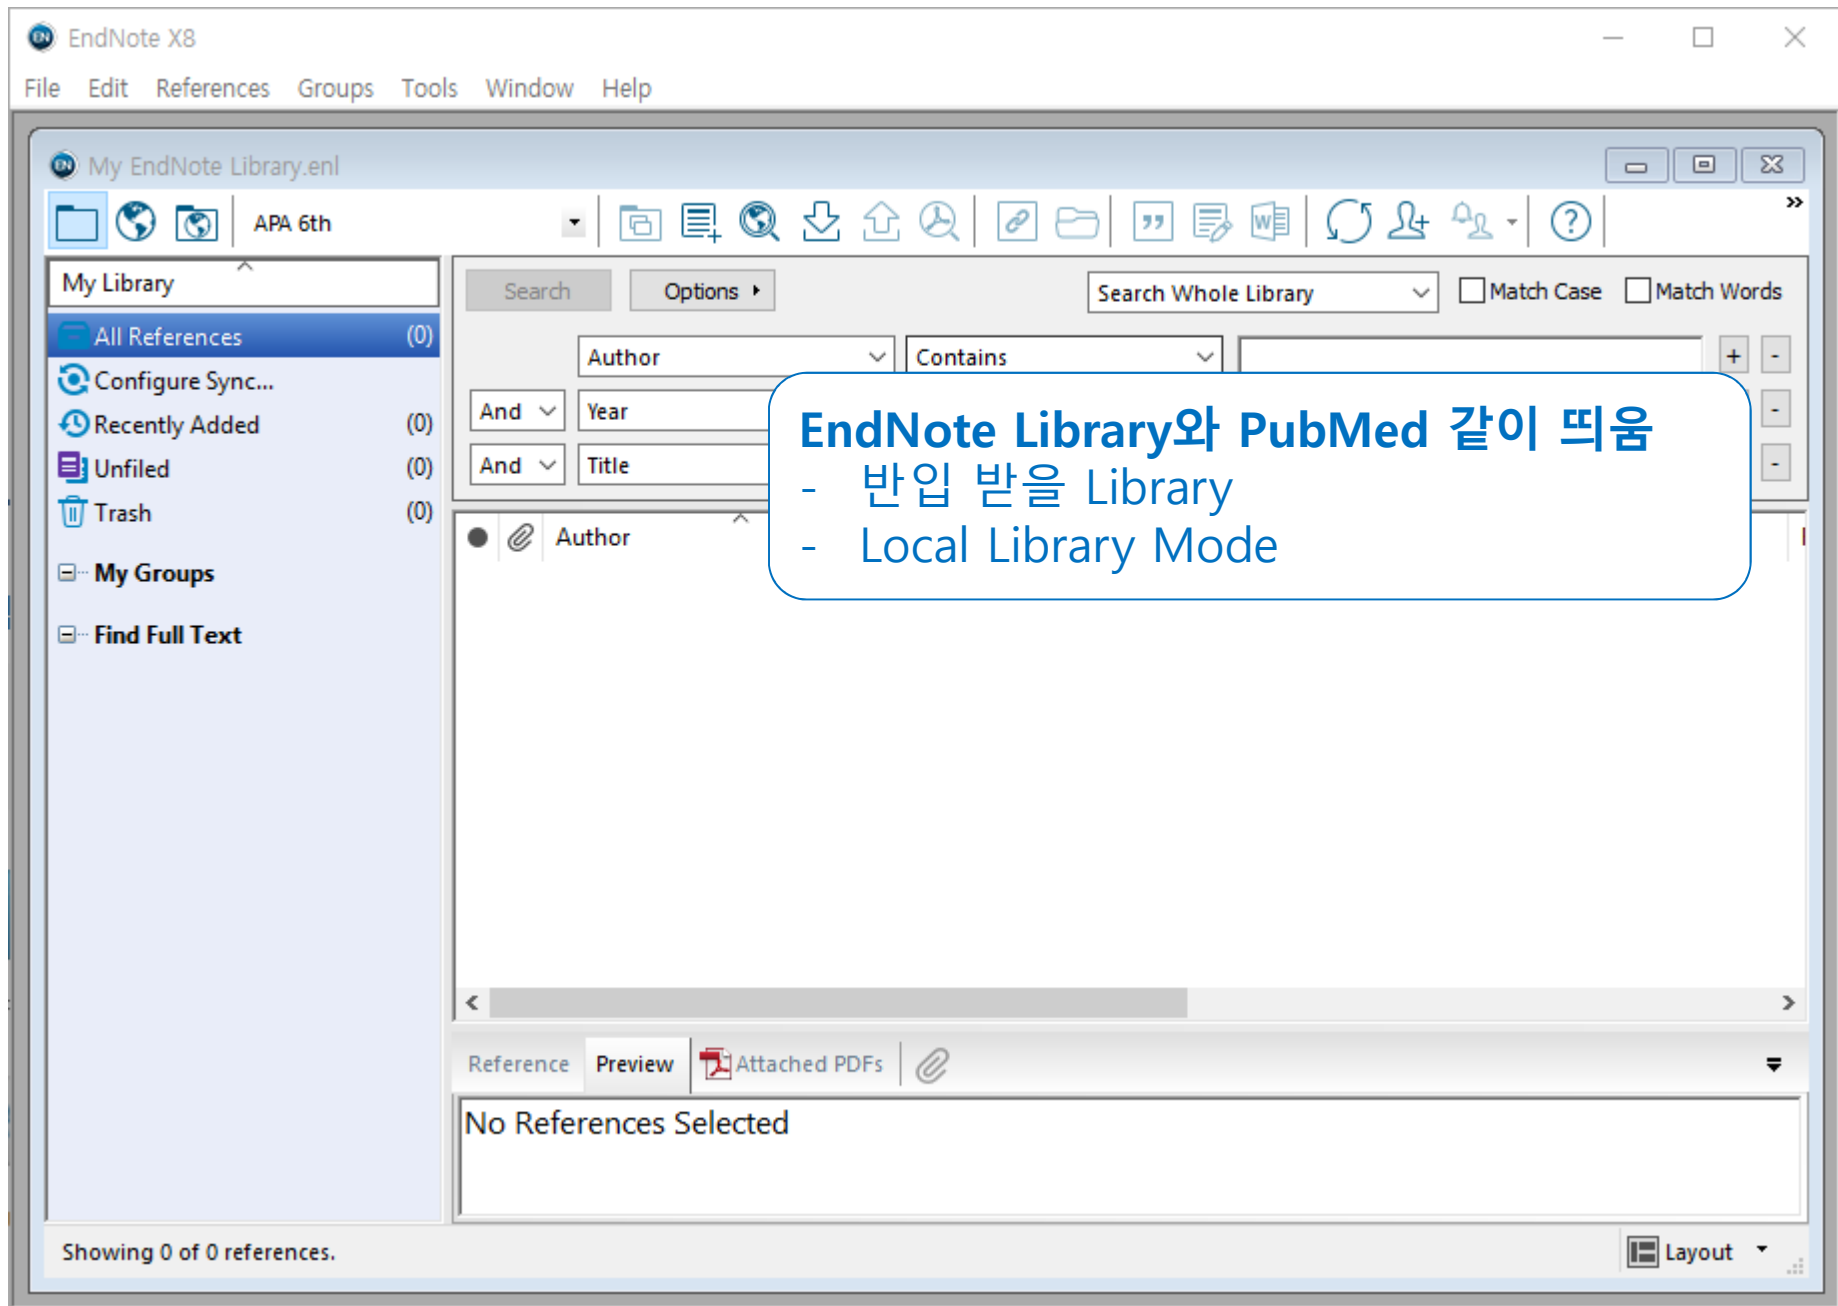 EndNote X8
File Edit References Groups Tools Window Help
My EndNote Library.enl
APA 6th
My Library
Search Options Search Whole Library Match Case Match Words
All References (0)
Author Contains + -
Configure Sync...
And Year -
Recently Added (0)
And Title -
Unfiled (0)
Trash (0)
EndNote Library와 PubMed 같이 띄움
- 반입 받을 Library
- Local Library Mode
Author
My Groups
Find Full Text
Reference Preview Attached PDFs
No References Selected
Showing 0 of 0 references.
Layout